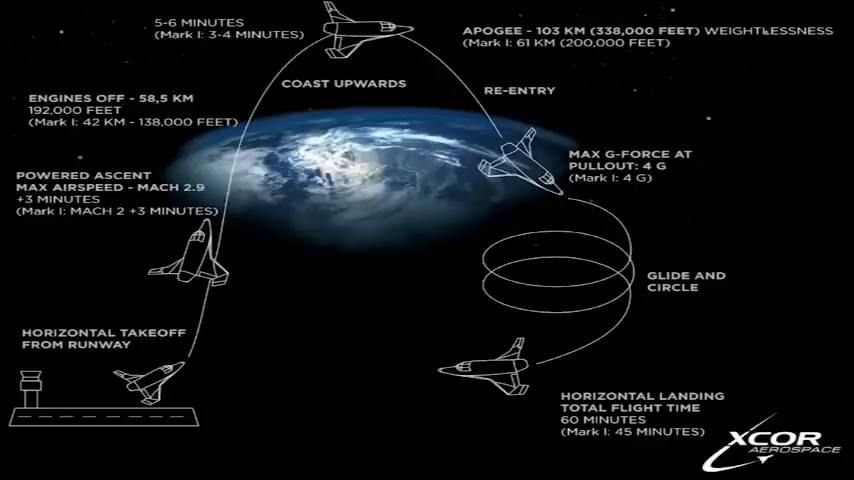 5-6 MINUTES
(Mark I: 3-4 MINUTES)
APOGEE - 103 KM (338,000 FEET) WEIGHTLESSNESS
(Mark I: 61 KM (200,000 FEET)
COAST UPWARDS
RE-ENTRY
ENGINES OFF - 58,5 KM
192,000 FEET
(Mark I: 42 KM - 138,000 FEET)
MAX G-FORCE AT
PULLOUT: 4 G
(Mark I: 4 G)
POWERED ASCENT
MAX AIRSPEED - MACH 2.9
+3 MINUTES
(Mark I: MACH 2 +3 MINUTES)
GLIDE AND
CIRCLE
HORIZONTAL TAKEOFF
FROM RUNWAY
HORIZONTAL LANDING
TOTAL FLIGHT TIME
60 MINUTES
(Mark I: 45 MINUTES)
XCOR
AEROSPACE